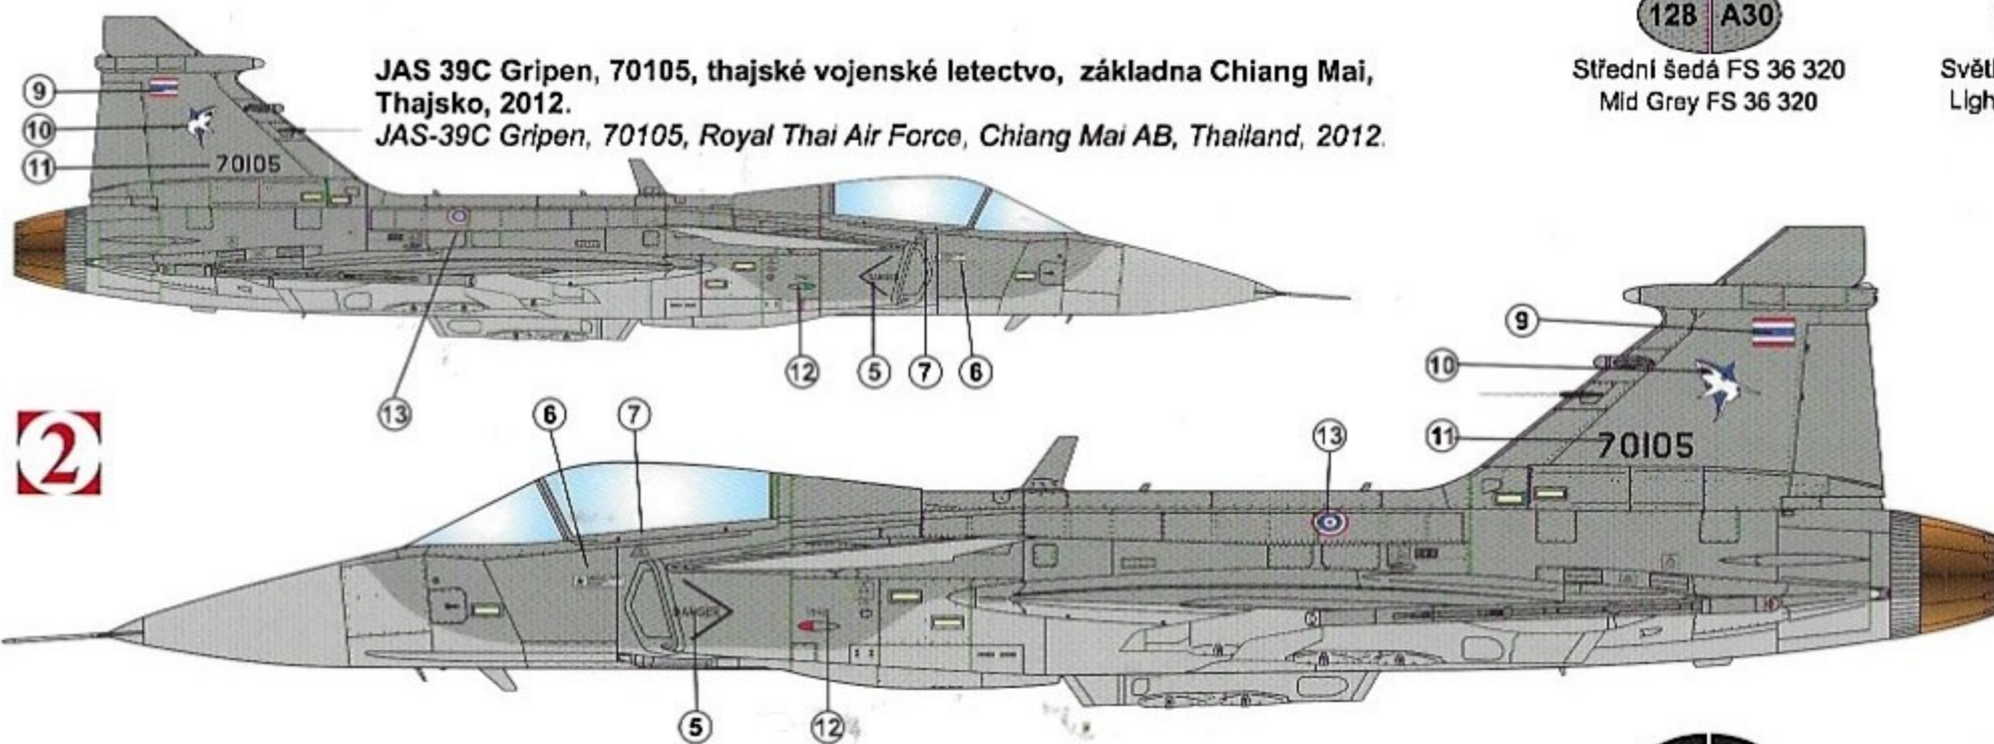 128 A30
Střední šedá FS 36 320
Mid Grey FS 36 320
JAS 39C Gripen, 70105, thajské vojenské letectvo, základna Chiang Mai,
Thajsko, 2012.
JAS-39C Gripen, 70105, Royal Thai Air Force, Chiang Mai AB, Thailand, 2012.
9
10
11
70105
DANGER
12
5
7
6
13
2
6
7
13
9
10
11
70105
DANGER
5
12